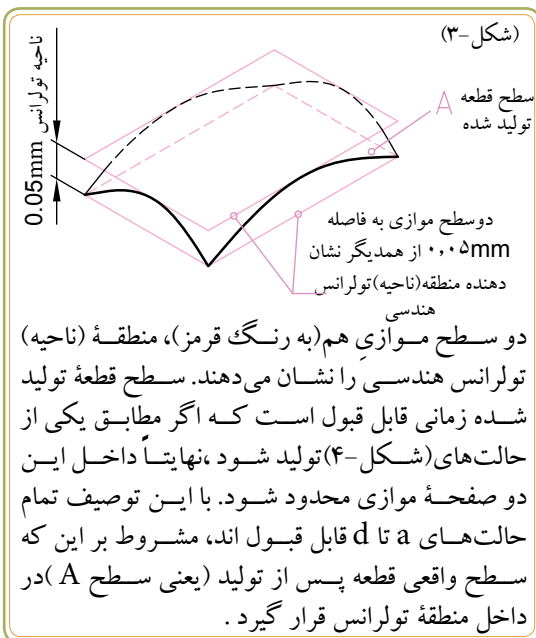 (شکل-۳)
ناحیه تولرانس
0.05mm
سطح قطعه A
تولید شده
دوسطح موازی به فاصله
۰,۰۵mm از همدیگر نشان
دهنده منطقه(ناحیه)تولرانس
هندسی
دو سطح موازیِ هم(به رنگ قرمز)، منطقهٔ (ناحیه)
تولرانس هندسی را نشان می‌دهند. سطح قطعهٔ تولید
شده زمانی قابل قبول است که اگر مطابق یکی از
حالت‌های(شکل-۴)تولید شود ،نهایتاً داخل این
دو صفحهٔ موازی محدود شود. با این توصیف تمام
حالت‌های a تا d قابل قبول اند، مشروط بر این که
سطح واقعی قطعه پس از تولید (یعنی سطح A )در
داخل منطقهٔ تولرانس قرار گیرد .